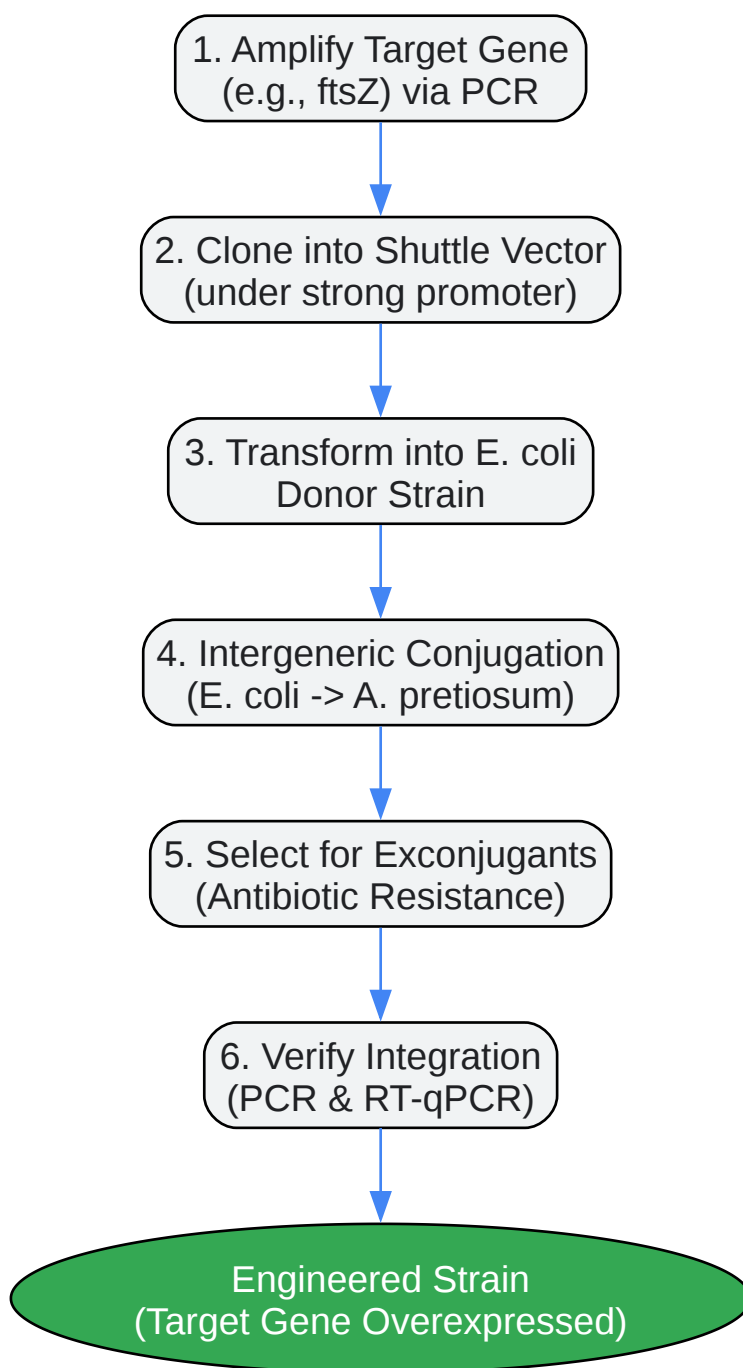 1. Amplify Target Gene
(e.g., ftsZ) via PCR
2. Clone into Shuttle Vector
(under strong promoter)
3. Transform into E. coli
Donor Strain
4. Intergeneric Conjugation
(E. coli -> A. pretiosum)
5. Select for Exconjugants
(Antibiotic Resistance)
6. Verify Integration
(PCR & RT-qPCR)
Engineered Strain
(Target Gene Overexpressed)